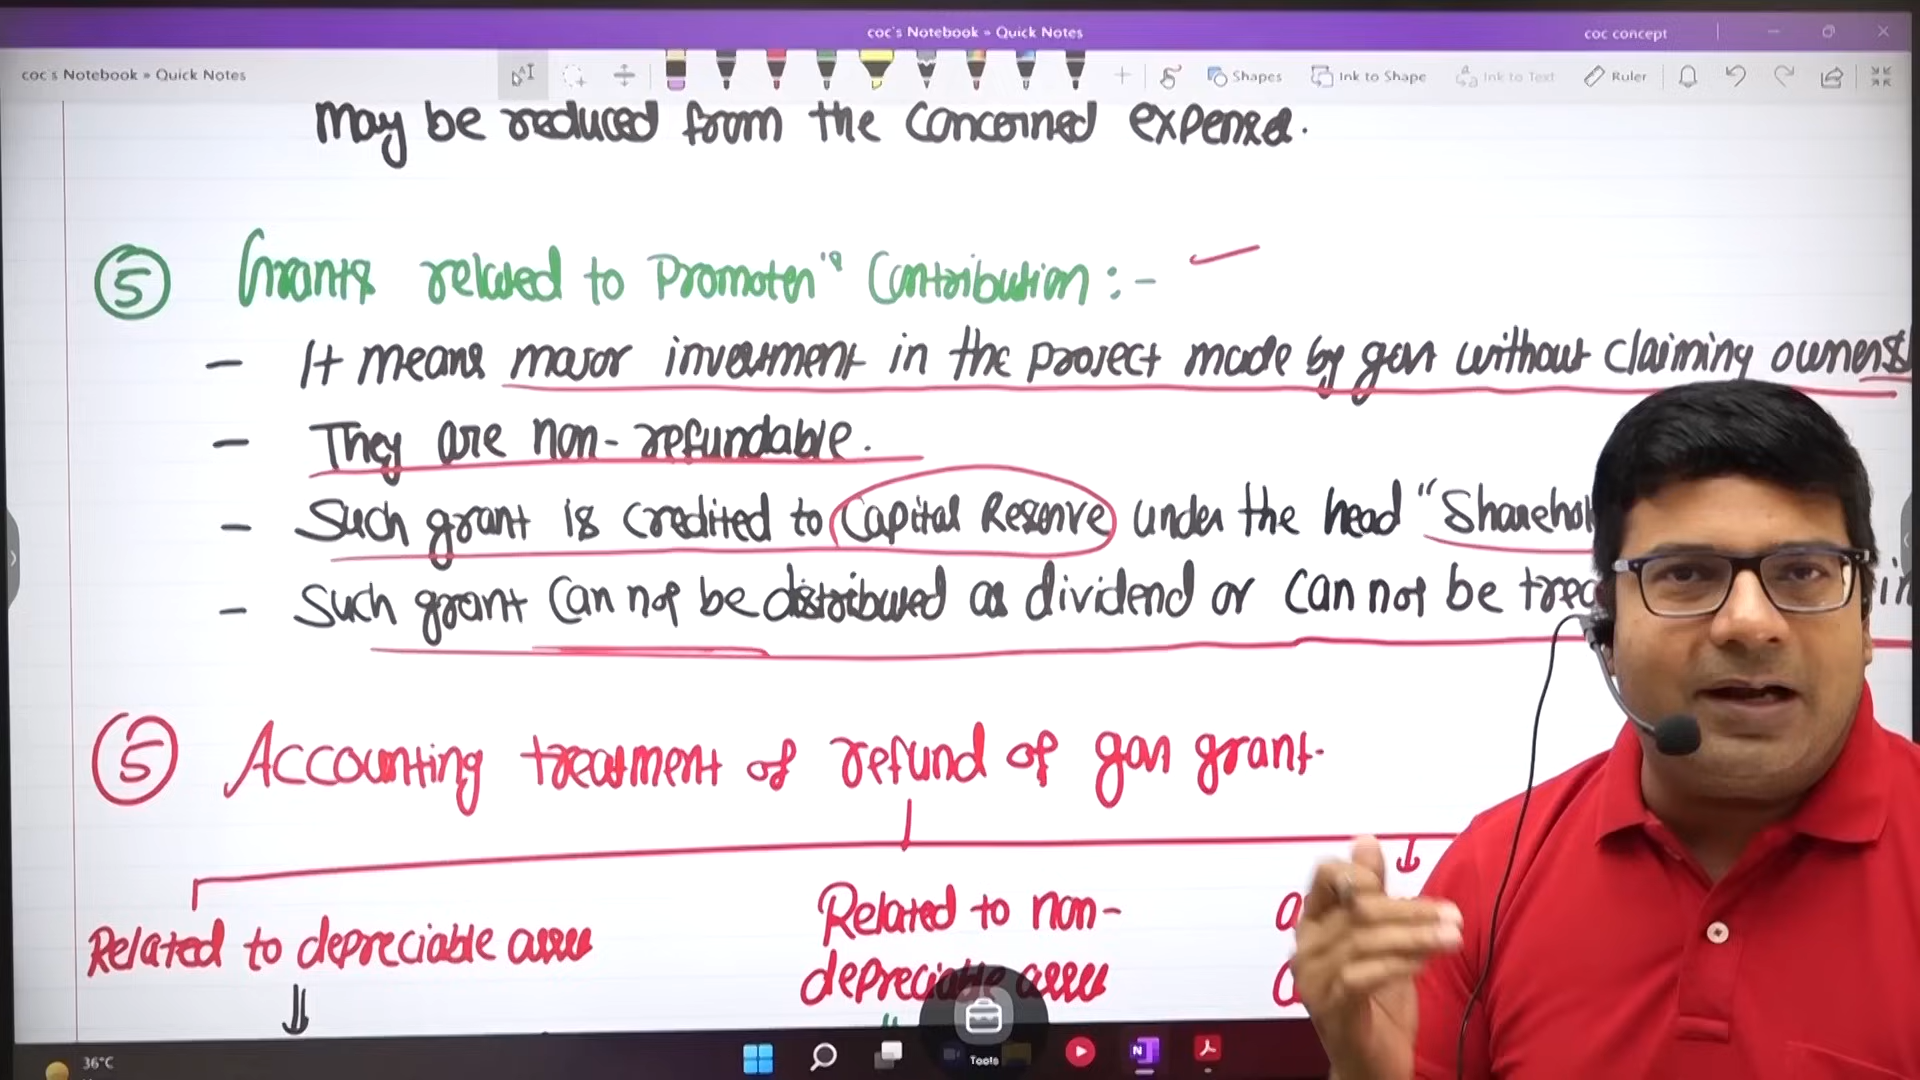 coc's Notebook » Quick Notes
coc concept
coc s Notebook » Quick Notes
Shapes
Ink to Shape
Ink to Text
Ruler
may be reduced from the concerned expense.
5 Grants related to Promoter's Contribution :-
- It means major investment in the project made by govt without claiming owners
- They are non-refundable.
- Such grant is credited to Capital Reserve under the head "Sharehol
- Such grant can not be distributed as dividend or can not be trea
in
5 Accounting treatment of refund of govt grant.
Related to depreciable asset
Related to non-
depreciable asset
Tools
36°C